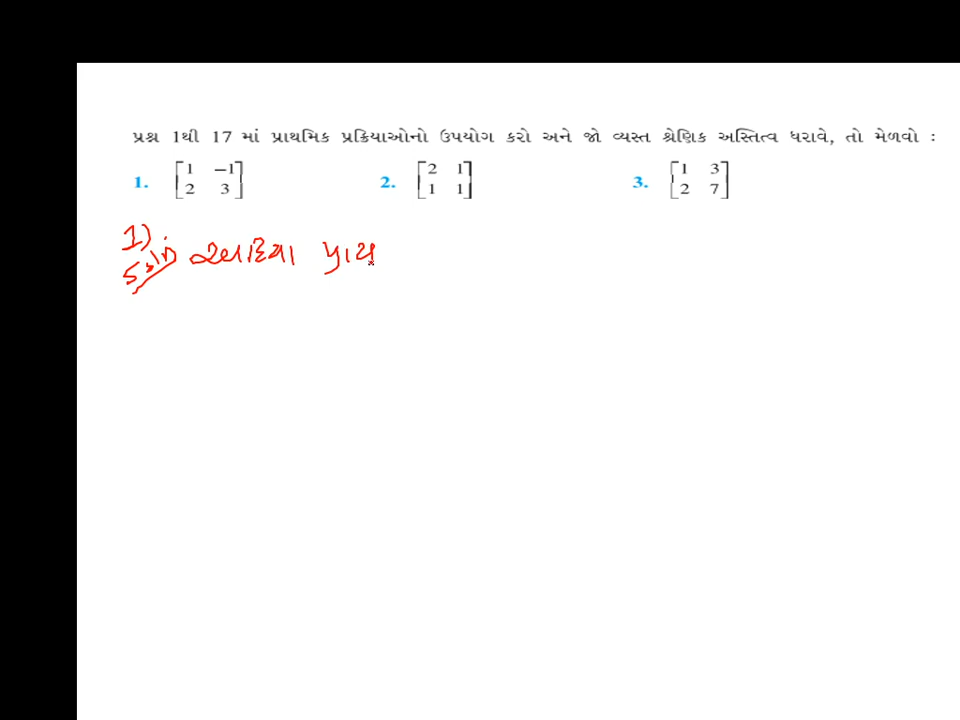 પ્રશ્ન 1થી 17 માં પ્રાથમિક પ્રક્રિયાઓનો ઉપયોગ કરો અને જો વ્યસ્ત શ્રેણિક અસ્તિત્વ ધરાવે, તો મેળવો :
1. [1 −1 2. [2 1 3. [1 3
2 3] 1 1] 2 7]
1)